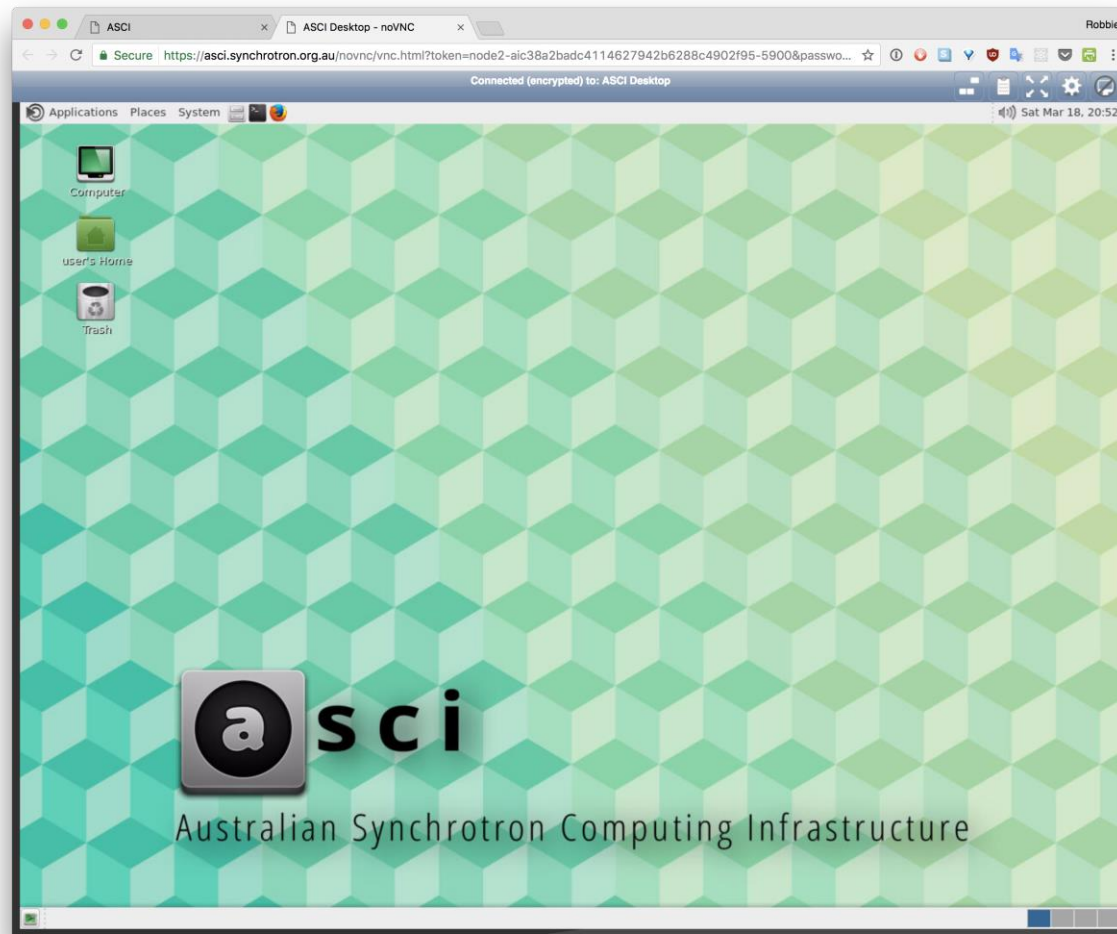 ASCI
ASCI Desktop - noVNC
Robbie
Secure https://asci.synchrotron.org.au/novnc/vnc.html?token=node2-aic38a2badc4114627942b6288c4902f95-5900&passwo...
Connected (encrypted) to: ASCI Desktop
Applications Places System
Sat Mar 18, 20:52
Computer
user's Home
Trash
asci
Australian Synchrotron Computing Infrastructure